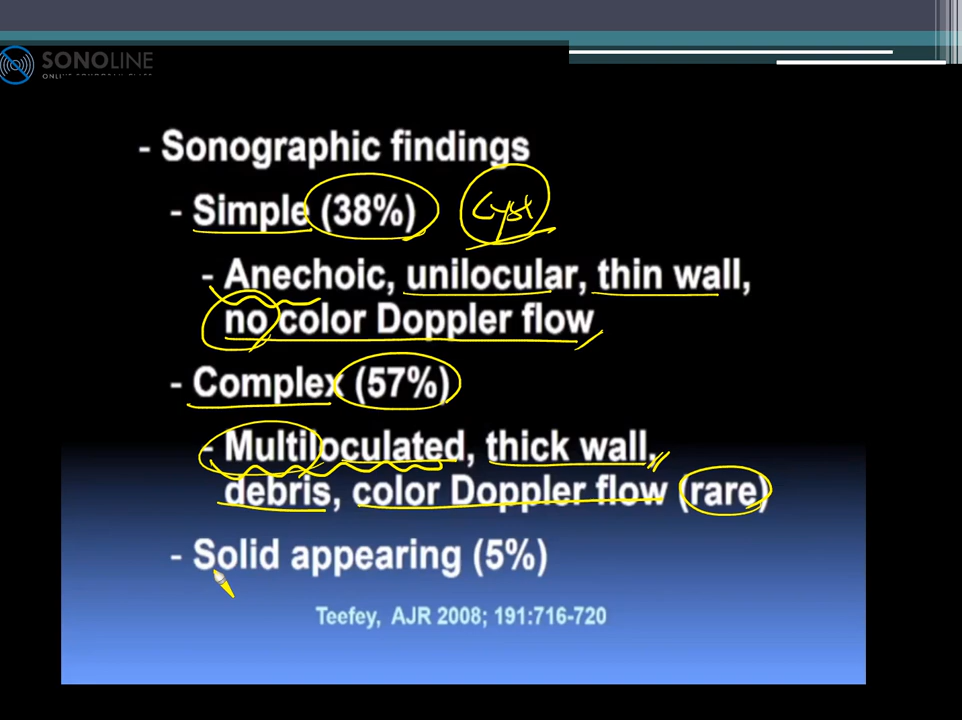 SONOLINE
- Sonographic findings
- Simple (38%) Cyst
- Anechoic, unilocular, thin wall,
no color Doppler flow
- Complex (57%)
- Multiloculated, thick wall,
debris, color Doppler flow (rare)
- Solid appearing (5%)
Teefey, AJR 2008; 191:716-720